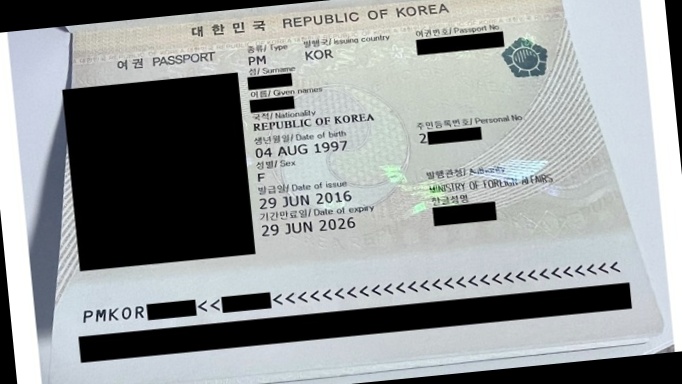 대한민국 REPUBLIC OF KOREA
여권 PASSPORT
종류/ Type 발행국/ Issuing country 여권번호/ Passport No
PM KOR
성/ Surname
이름/ Given names
국적/ Nationality
REPUBLIC OF KOREA
생년월일/ Date of birth 주민등록번호/ Personal No
04 AUG 1997 2
성별/ Sex
F
발급일/ Date of issue 발행관청/ Authority
29 JUN 2016 MINISTRY OF FOREIGN AFFAIRS
기간만료일/ Date of expiry 한글성명
29 JUN 2026
PMKOR <<  <<<<<<<<<<<<<<<<<<<<<<<<<<<<<